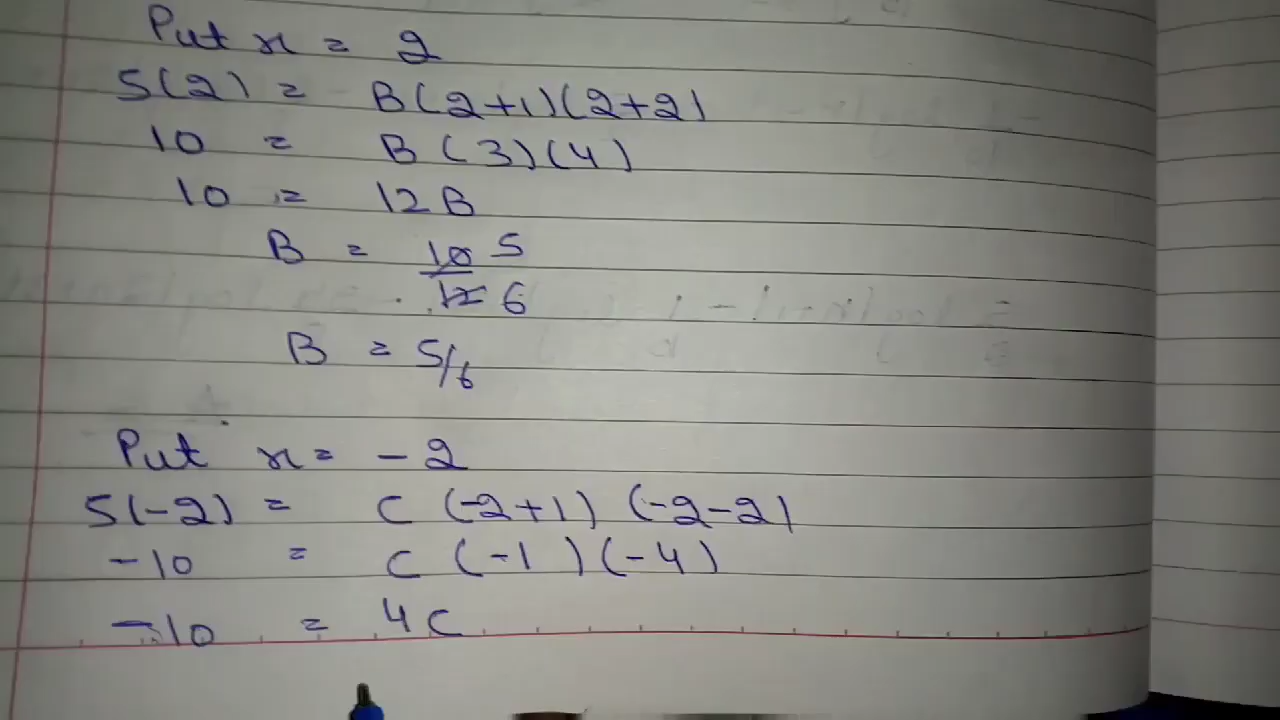 Put x = 2
5(2) = B(2+1)(2+2)
10 = B(3)(4)
10 = 12B
B = 10 5
12 6
B = 5/6
Put x = -2
5(-2) = C (-2+1) (-2-2)
-10 = C (-1)(-4)
-10 = 4C